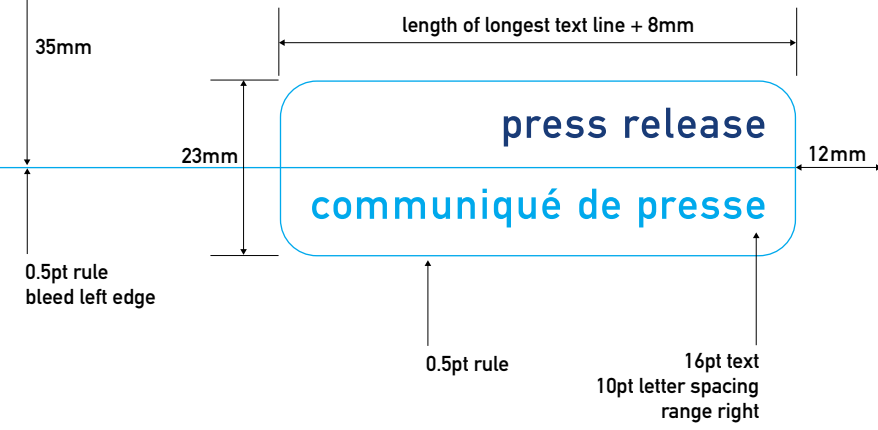 length of longest text line + 8mm
35mm
press release
23mm
12mm
communiqué de presse
0.5pt rule
bleed left edge
0.5pt rule
16pt text
10pt letter spacing
range right